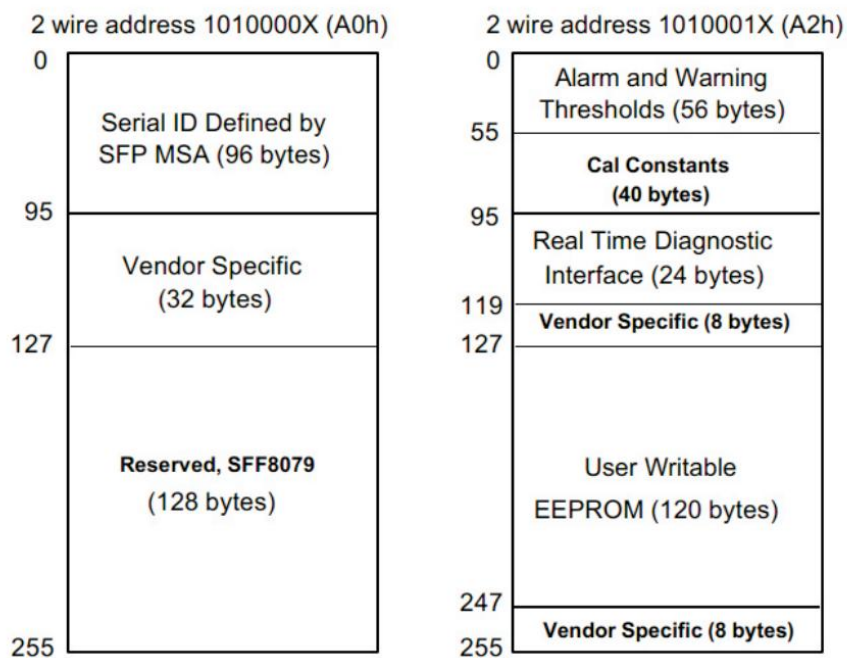 2 wire address 1010000X (A0h)
0
Serial ID Defined by
SFP MSA (96 bytes)
95
Vendor Specific
(32 bytes)
127
Reserved, SFF8079
(128 bytes)
255
2 wire address 1010001X (A2h)
0
Alarm and Warning
Thresholds (56 bytes)
55
Cal Constants
(40 bytes)
95
Real Time Diagnostic
Interface (24 bytes)
119
Vendor Specific (8 bytes)
127
User Writable
EEPROM (120 bytes)
247
Vendor Specific (8 bytes)
255